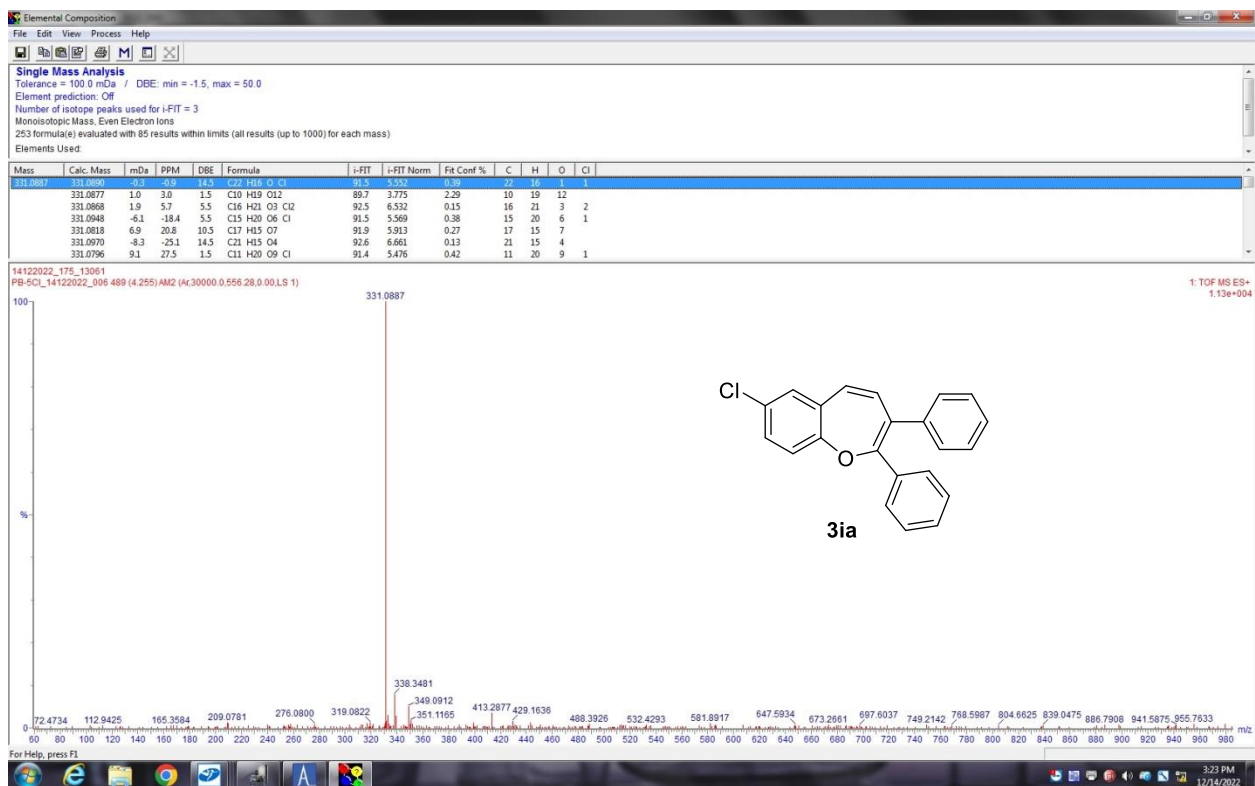 Elemental Composition
File Edit View Process Help
Single Mass Analysis
Tolerance = 100.0 mDa / DBE: min = -1.5, max = 50.0
Element prediction: Off
Number of isotope peaks used for i-FIT = 3
Monoisotopic Mass, Even Electron Ions
253 formula(e) evaluated with 85 results within limits (all results (up to 1000) for each mass)
Elements Used:
Mass Calc. Mass mDa PPM DBE Formula i-FIT i-FIT Norm Fit Conf % C H O Cl
331.0887 331.0890 -0.3 -0.9 14.5 C22 H16 O Cl 91.5 5.552 0.39 22 16 1 1
331.0877 1.0 3.0 1.5 C10 H19 O12 89.7 3.775 2.29 10 19 12
331.0868 1.9 5.7 5.5 C16 H21 O3 Cl2 92.5 6.532 0.15 16 21 3 2
331.0948 -6.1 -18.4 5.5 C15 H20 O6 Cl 91.5 5.569 0.38 15 20 6 1
331.0818 6.9 20.8 10.5 C17 H15 O7 91.9 5.913 0.27 17 15 7
331.0970 -8.3 -25.1 14.5 C21 H15 O4 92.6 6.661 0.13 21 15 4
331.0796 9.1 27.5 1.5 C11 H20 O9 Cl 91.4 5.476 0.42 11 20 9 1
14122022_175_13061
PB-5Cl_14122022_006 489 (4.255) AM2 (Ar,30000.0,556.28,0.00,LS 1)
1: TOF MS ES+
1.13e+004
100
331.0887
Cl
O
3ia
%
338.3481
349.0912
351.1165
413.2877
429.1636
72.4734 112.9425 165.3584 209.0781 276.0800 319.0822 488.3926 532.4293 581.8917 647.5934 673.2661 697.6037 749.2142 768.5987 804.6625 839.0475 886.7908 941.5875 955.7633
0
m/z
60 80 100 120 140 160 180 200 220 240 260 280 300 320 340 360 380 400 420 440 460 480 500 520 540 560 580 600 620 640 660 680 700 720 740 760 780 800 820 840 860 880 900 920 940 960 980
For Help, press F1
3:23 PM
12/14/2022